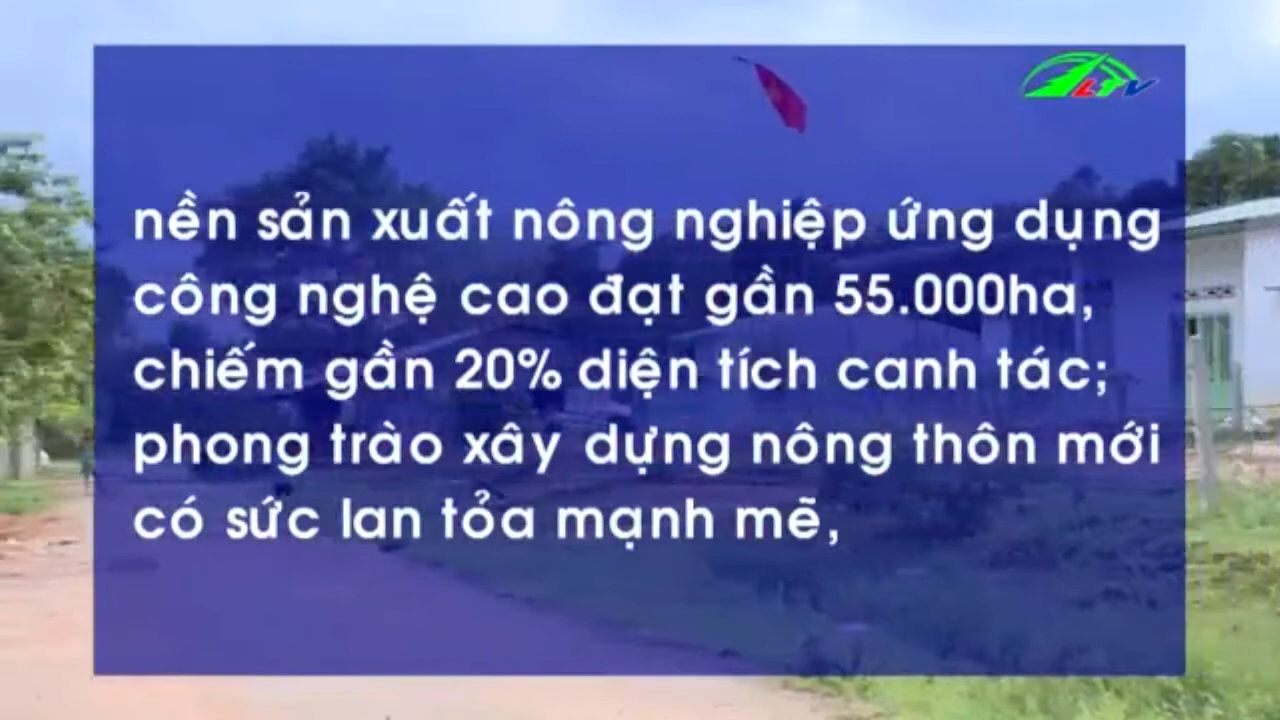 LTV
nền sản xuất nông nghiệp ứng dụng
công nghệ cao đạt gần 55.000ha,
chiếm gần 20% diện tích canh tác;
phong trào xây dựng nông thôn mới
có sức lan tỏa mạnh mẽ,